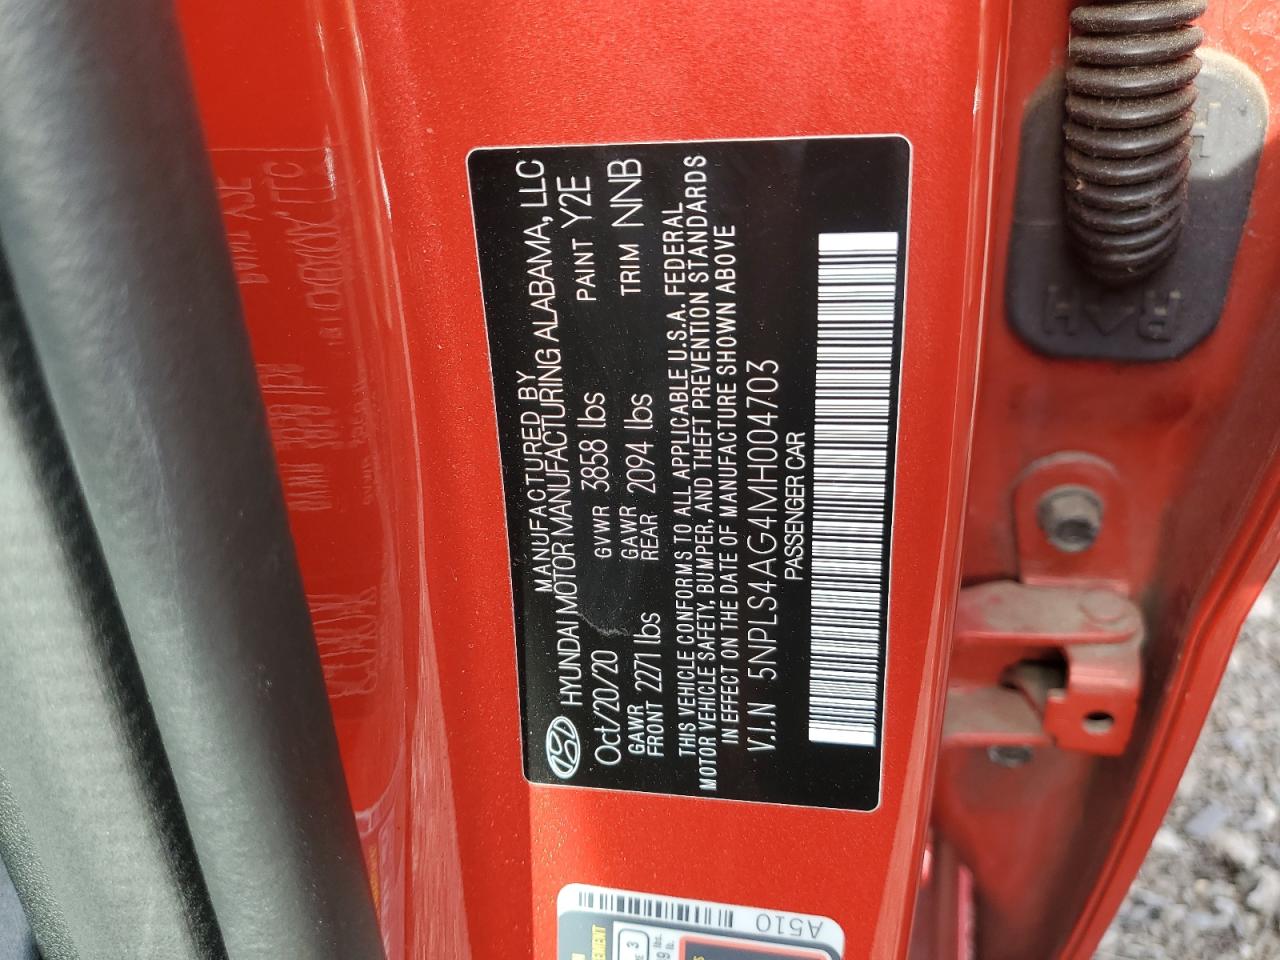 MANUFACTURED BY
HYUNDAI MOTOR MANUFACTURING ALABAMA, LLC
Oct/20/20 GVWR 3858 lbs PAINT Y2E
GAWR FRONT 2271 lbs GAWR REAR 2094 lbs TRIM NNB
THIS VEHICLE CONFORMS TO ALL APPLICABLE U.S.A. FEDERAL
MOTOR VEHICLE SAFETY, BUMPER, AND THEFT PREVENTION STANDARDS
IN EFFECT ON THE DATE OF MANUFACTURE SHOWN ABOVE
V.I.N 5NPLS4AG4MH004703
PASSENGER CAR
A510